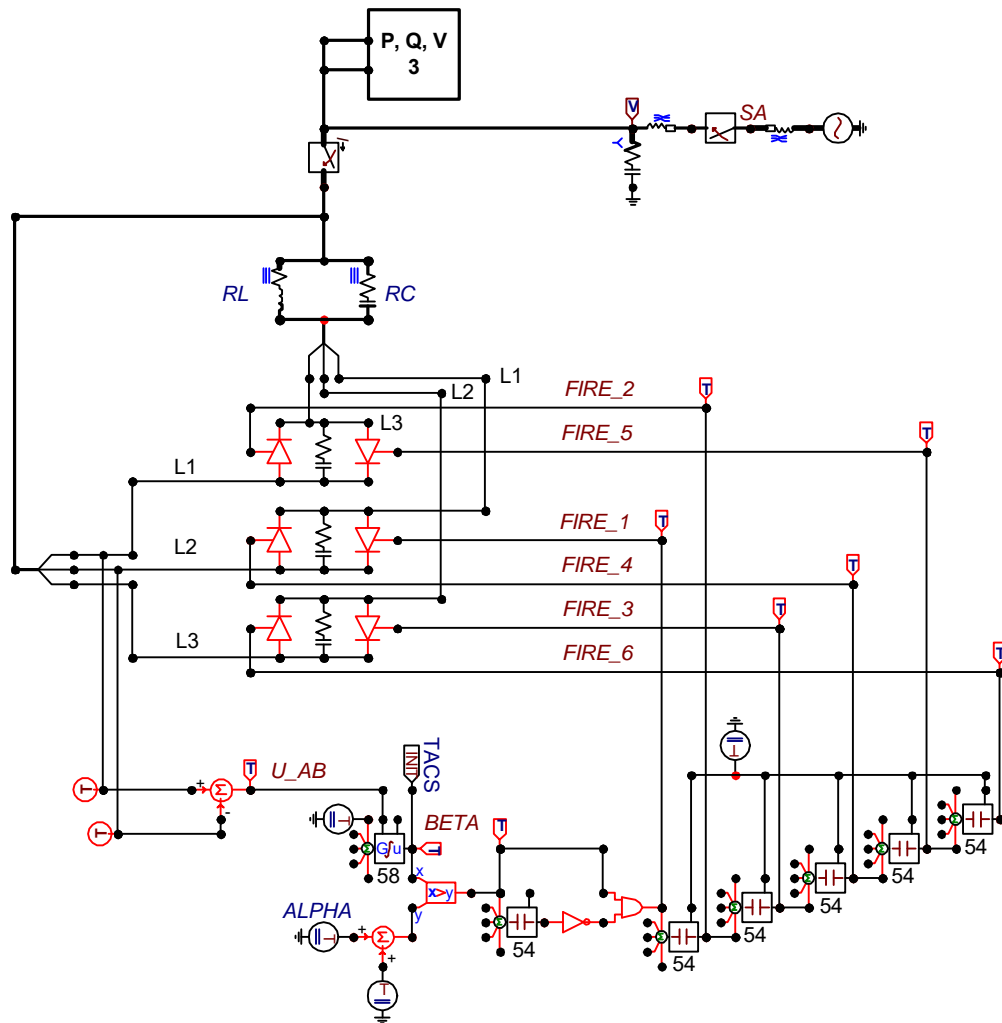 P, Q, V
3
I
V
SA
RL
RC
L1
L2
FIRE_2
T
L3
FIRE_5
T
L1
FIRE_1
T
L2
FIRE_4
T
FIRE_3
T
L3
FIRE_6
T
T
U_AB
T
TACS
INIT
T
+
Σ
-
T
T
BETA
T
T
Σ
G∫u
58
x
x>y
y
ALPHA
T
+
Σ
+
T
Σ
54
Σ
54
Σ
54
Σ
54
Σ
54
Σ
54